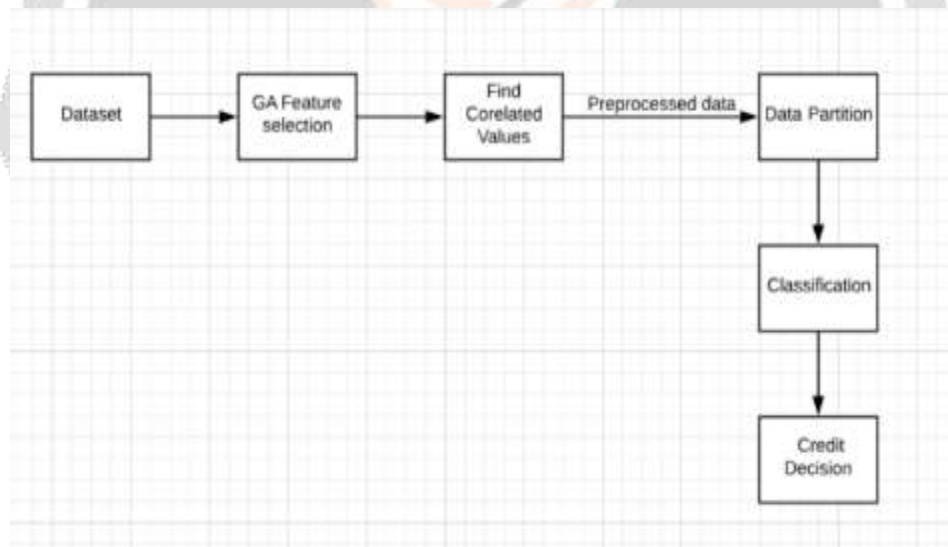 Dataset
GA Feature
selection
Find
Corelated
Values
Preprocessed data
Data Partition
Classification
Credit
Decision